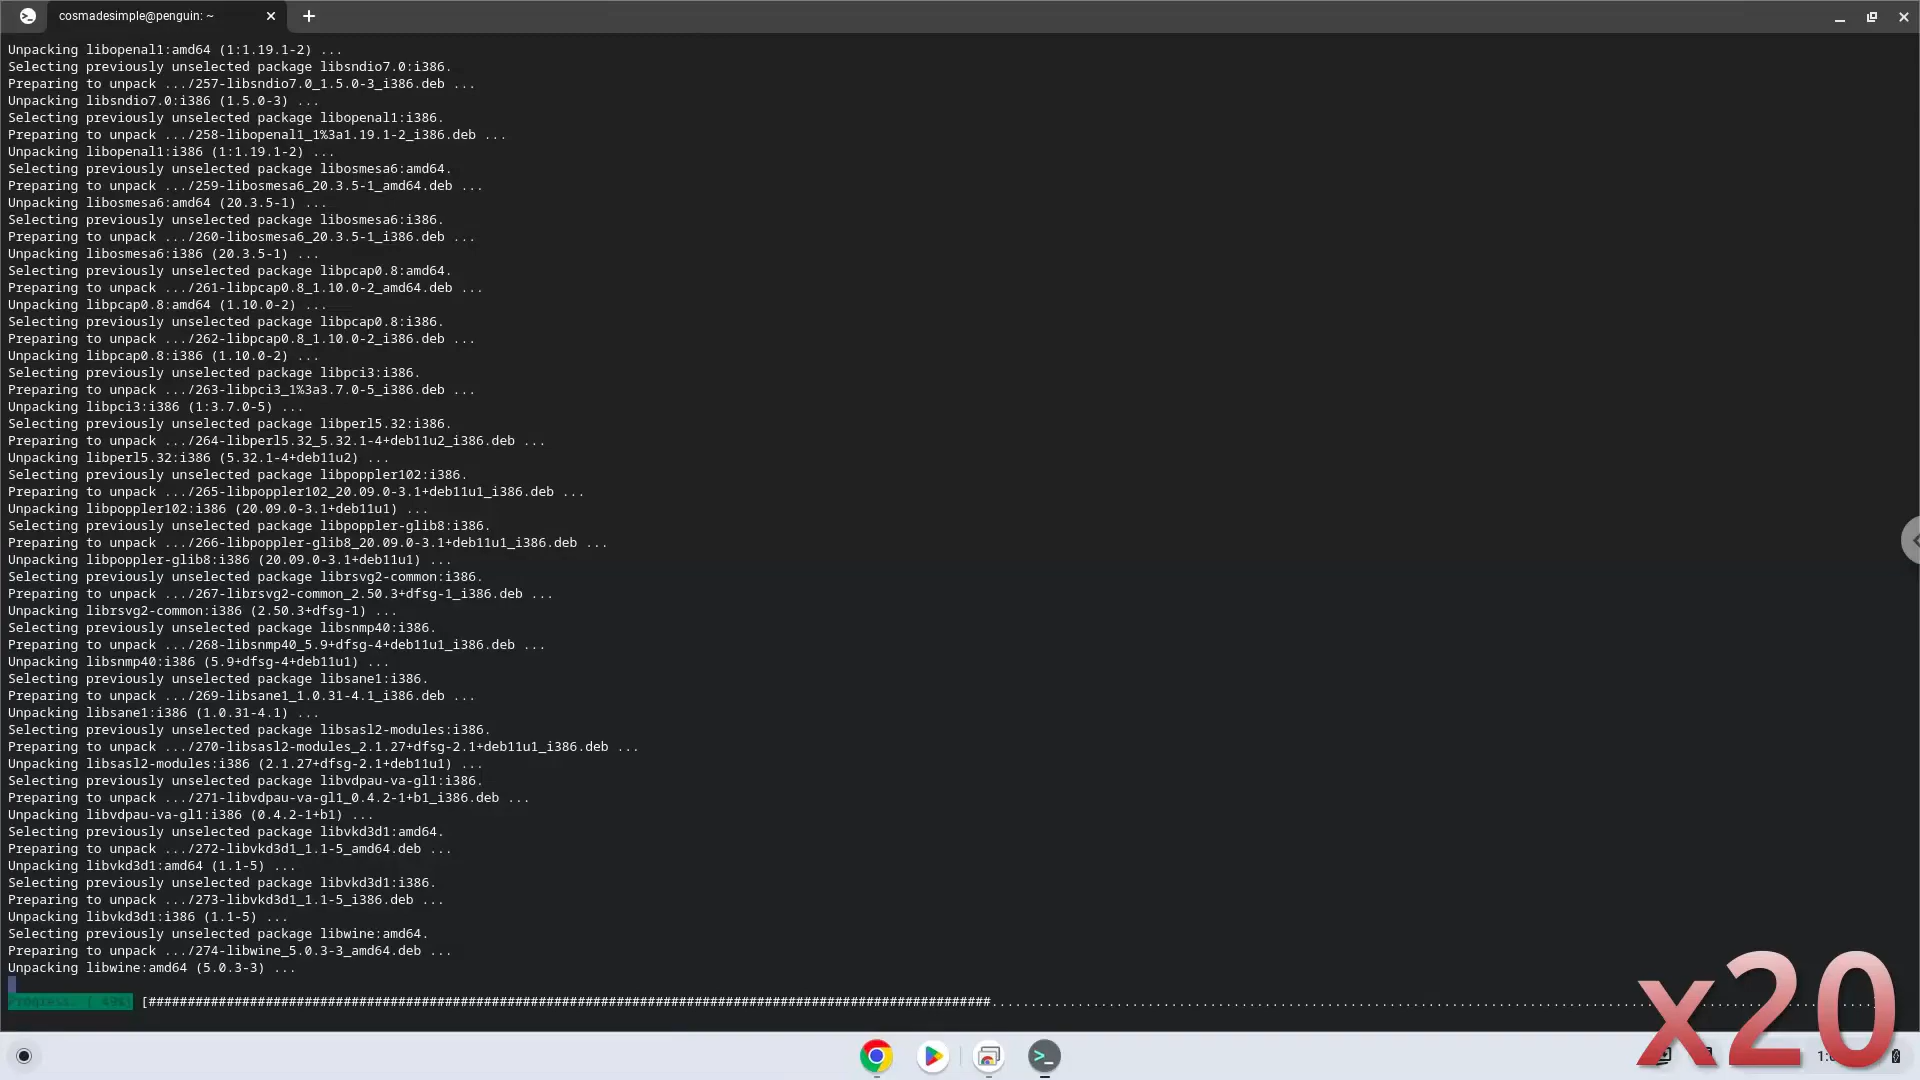 cosmadesimple@penguin: ~
Unpacking libopenal1:amd64 (1:1.19.1-2) ...
Selecting previously unselected package libsndio7.0:i386.
Preparing to unpack .../257-libsndio7.0_1.5.0-3_i386.deb ...
Unpacking libsndio7.0:i386 (1.5.0-3) ...
Selecting previously unselected package libopenal1:i386.
Preparing to unpack .../258-libopenal1_1%3a1.19.1-2_i386.deb ...
Unpacking libopenal1:i386 (1:1.19.1-2) ...
Selecting previously unselected package libosmesa6:amd64.
Preparing to unpack .../259-libosmesa6_20.3.5-1_amd64.deb ...
Unpacking libosmesa6:amd64 (20.3.5-1) ...
Selecting previously unselected package libosmesa6:i386.
Preparing to unpack .../260-libosmesa6_20.3.5-1_i386.deb ...
Unpacking libosmesa6:i386 (20.3.5-1) ...
Selecting previously unselected package libpcap0.8:amd64.
Preparing to unpack .../261-libpcap0.8_1.10.0-2_amd64.deb ...
Unpacking libpcap0.8:amd64 (1.10.0-2) ...
Selecting previously unselected package libpcap0.8:i386.
Preparing to unpack .../262-libpcap0.8_1.10.0-2_i386.deb ...
Unpacking libpcap0.8:i386 (1.10.0-2) ...
Selecting previously unselected package libpci3:i386.
Preparing to unpack .../263-libpci3_1%3a3.7.0-5_i386.deb ...
Unpacking libpci3:i386 (1:3.7.0-5) ...
Selecting previously unselected package libperl5.32:i386.
Preparing to unpack .../264-libperl5.32_5.32.1-4+deb11u2_i386.deb ...
Unpacking libperl5.32:i386 (5.32.1-4+deb11u2) ...
Selecting previously unselected package libpoppler102:i386.
Preparing to unpack .../265-libpoppler102_20.09.0-3.1+deb11u1_i386.deb ...
Unpacking libpoppler102:i386 (20.09.0-3.1+deb11u1) ...
Selecting previously unselected package libpoppler-glib8:i386.
Preparing to unpack .../266-libpoppler-glib8_20.09.0-3.1+deb11u1_i386.deb ...
Unpacking libpoppler-glib8:i386 (20.09.0-3.1+deb11u1) ...
Selecting previously unselected package librsvg2-common:i386.
Preparing to unpack .../267-librsvg2-common_2.50.3+dfsg-1_i386.deb ...
Unpacking librsvg2-common:i386 (2.50.3+dfsg-1) ...
Selecting previously unselected package libsnmp40:i386.
Preparing to unpack .../268-libsnmp40_5.9+dfsg-4+deb11u1_i386.deb ...
Unpacking libsnmp40:i386 (5.9+dfsg-4+deb11u1) ...
Selecting previously unselected package libsane1:i386.
Preparing to unpack .../269-libsane1_1.0.31-4.1_i386.deb ...
Unpacking libsane1:i386 (1.0.31-4.1) ...
Selecting previously unselected package libsasl2-modules:i386.
Preparing to unpack .../270-libsasl2-modules_2.1.27+dfsg-2.1+deb11u1_i386.deb ...
Unpacking libsasl2-modules:i386 (2.1.27+dfsg-2.1+deb11u1) ...
Selecting previously unselected package libvdpau-va-gl1:i386.
Preparing to unpack .../271-libvdpau-va-gl1_0.4.2-1+b1_i386.deb ...
Unpacking libvdpau-va-gl1:i386 (0.4.2-1+b1) ...
Selecting previously unselected package libvkd3d1:amd64.
Preparing to unpack .../272-libvkd3d1_1.1-5_amd64.deb ...
Unpacking libvkd3d1:amd64 (1.1-5) ...
Selecting previously unselected package libvkd3d1:i386.
Preparing to unpack .../273-libvkd3d1_1.1-5_i386.deb ...
Unpacking libvkd3d1:i386 (1.1-5) ...
Selecting previously unselected package libwine:amd64.
Preparing to unpack .../274-libwine_5.0.3-3_amd64.deb ...
Unpacking libwine:amd64 (5.0.3-3) ...
Progress: [ 49%]
x20